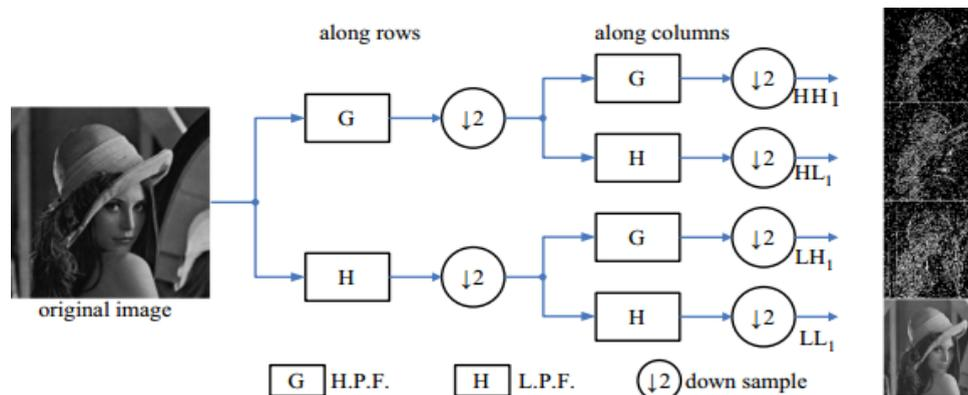 along rows
along columns
G
↓2
HH1
G
↓2
H
↓2
HL1
original image
H
↓2
G
↓2
LH1
H
↓2
LL1
G H.P.F.
H L.P.F.
↓2 down sample